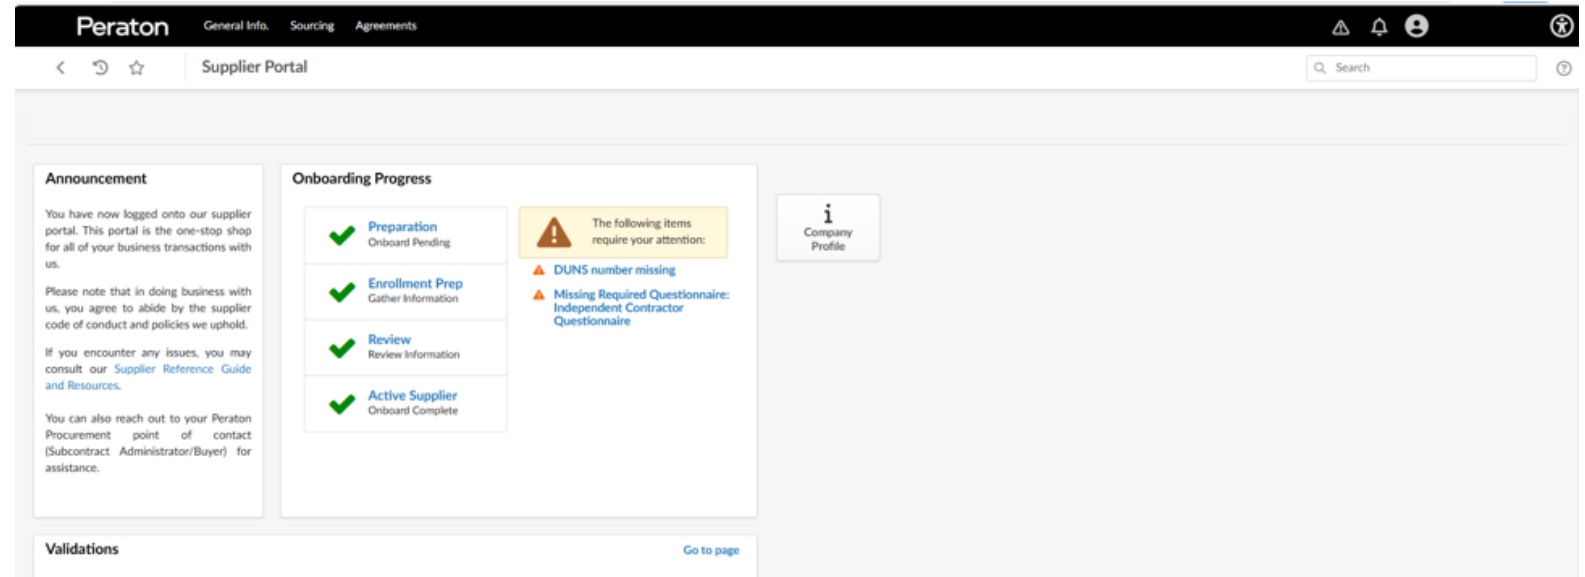 Peraton
General Info.
Sourcing
Agreements
Supplier Portal
Search
Announcement
You have now logged onto our supplier
portal. This portal is the one-stop shop
for all of your business transactions with
us.
Please note that in doing business with
us, you agree to abide by the supplier
code of conduct and policies we uphold.
If you encounter any issues, you may
consult our Supplier Reference Guide
and Resources.
You can also reach out to your Peraton
Procurement point of contact
(Subcontract Administrator/Buyer) for
assistance.
Onboarding Progress
Preparation
Onboard Pending
Enrollment Prep
Gather Information
Review
Review Information
Active Supplier
Onboard Complete
The following items
require your attention:
DUNS number missing
Missing Required Questionnaire:
Independent Contractor
Questionnaire
Company
Profile
Validations
Go to page